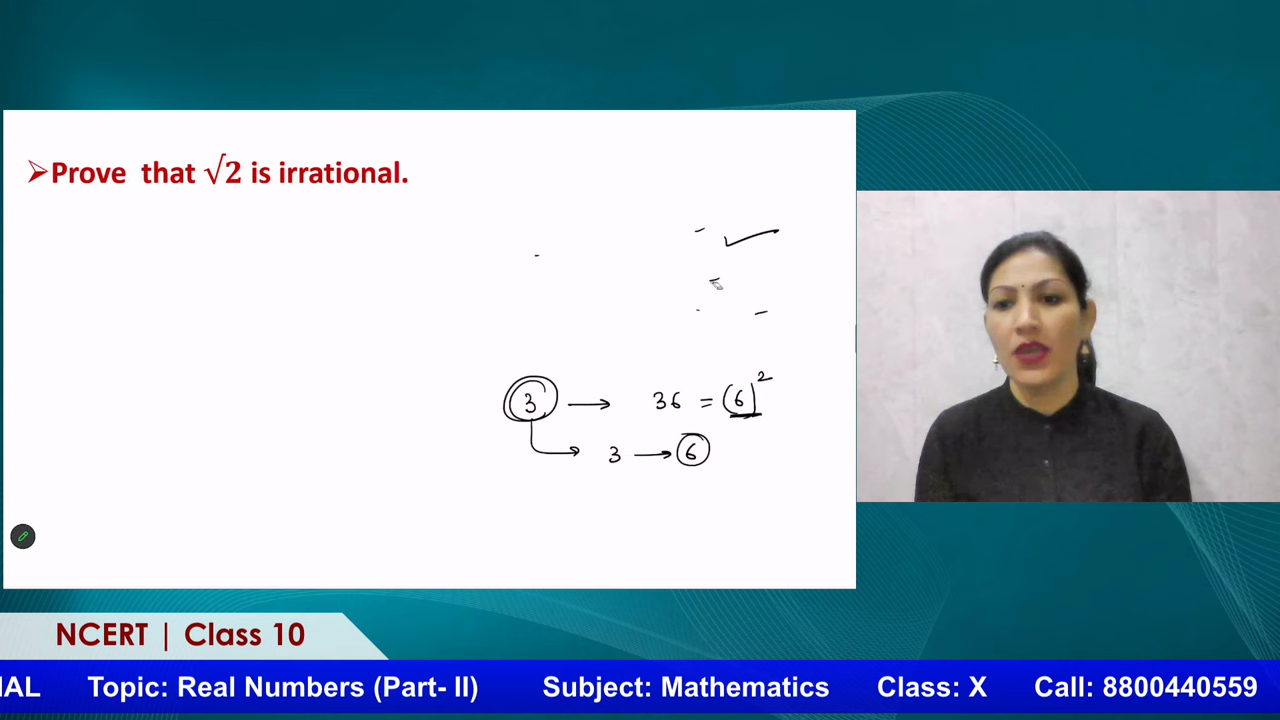 ➢Prove that √2 is irrational.
3 → 36 = (6)²
3 → 6
NCERT | Class 10
IAL Topic: Real Numbers (Part- II) Subject: Mathematics Class: X Call: 8800440559